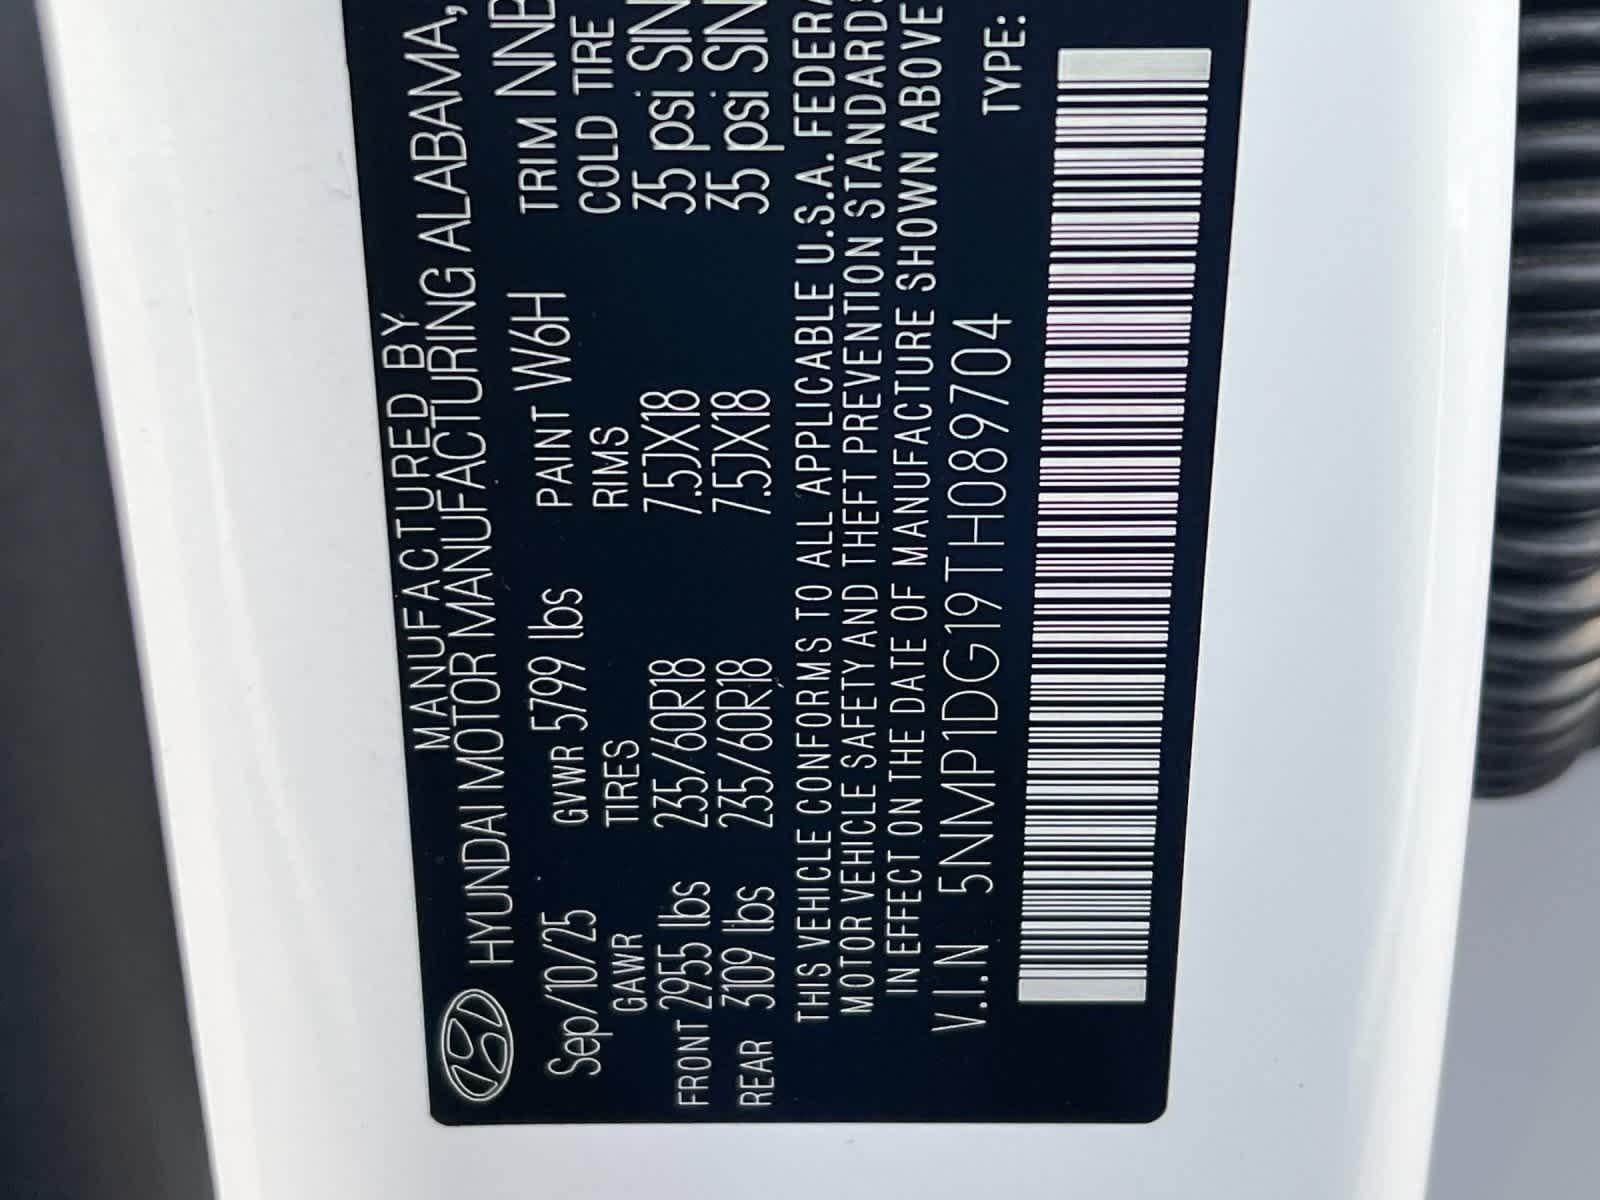 MANUFACTURED BY
HYUNDAI MOTOR MANUFACTURING ALABAMA,
Sep/10/25 GVWR 5799 lbs PAINT W6H TRIM NNB
GAWR TIRES RIMS COLD TIRE
FRONT 2955 lbs 235/60R18 7.5JX18 35 psi SIN
REAR 3109 lbs 235/60R18 7.5JX18 35 psi SIN
THIS VEHICLE CONFORMS TO ALL APPLICABLE U.S.A. FEDERA
MOTOR VEHICLE SAFETY AND THEFT PREVENTION STANDARDS
IN EFFECT ON THE DATE OF MANUFACTURE SHOWN ABOVE
V.I.N 5NMP1DG19TH089704 TYPE: